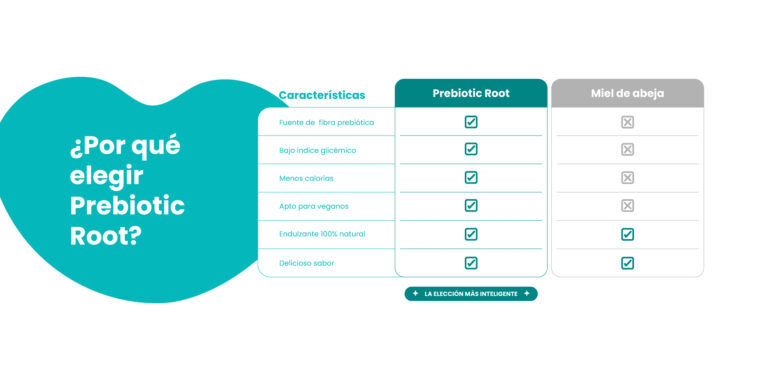 ¿Por qué
elegir
Prebiotic
Root?
Características
Prebiotic Root
Miel de abeja
Fuente de fibra prebiótica
Bajo índice glicémico
Menos calorías
Apto para veganos
Endulzante 100% natural
Delicioso sabor
LA ELECCIÓN MÁS INTELIGENTE